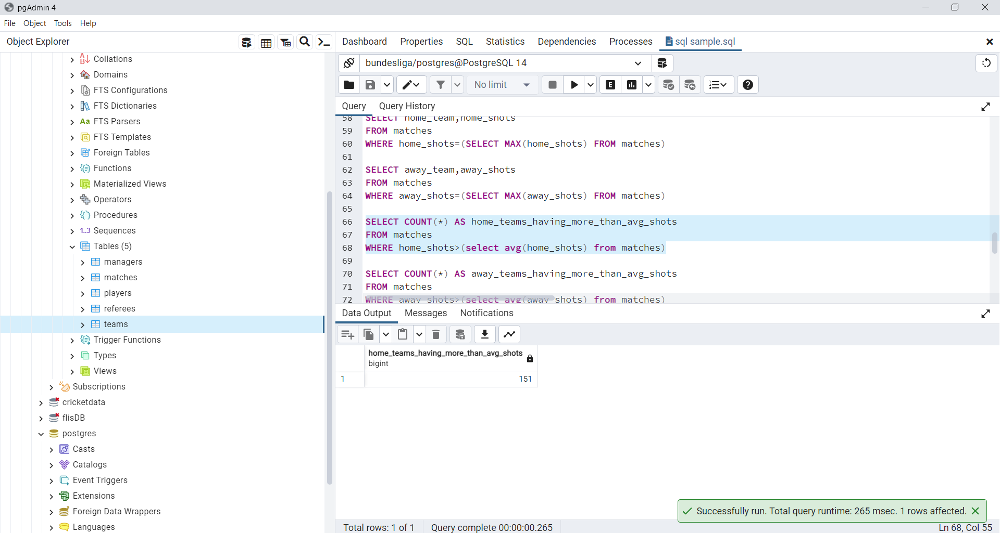 pgAdmin 4
File Object Tools Help
Object Explorer
Dashboard Properties SQL Statistics Dependencies Processes sql sample.sql
Collations
Domains
FTS Configurations
FTS Dictionaries
Aa FTS Parsers
FTS Templates
Foreign Tables
Functions
Materialized Views
Operators
Procedures
1..3 Sequences
Tables (5)
managers
matches
players
referees
teams
Trigger Functions
Types
Views
Subscriptions
cricketdata
flisDB
postgres
Casts
Catalogs
Event Triggers
Extensions
Foreign Data Wrappers
Languages
bundesliga/postgres@PostgreSQL 14
No limit
E
Query Query History
58 SELECT home_team,home_shots
59 FROM matches
60 WHERE home_shots=(SELECT MAX(home_shots) FROM matches)
61
62 SELECT away_team,away_shots
63 FROM matches
64 WHERE away_shots=(SELECT MAX(away_shots) FROM matches)
65
66 SELECT COUNT(*) AS home_teams_having_more_than_avg_shots
67 FROM matches
68 WHERE home_shots>(select avg(home_shots) from matches)
69
70 SELECT COUNT(*) AS away_teams_having_more_than_avg_shots
71 FROM matches
72 WHERE away_shots>(select avg(away_shots) from matches)
Data Output Messages Notifications
home_teams_having_more_than_avg_shots
bigint
1 151
Successfully run. Total query runtime: 265 msec. 1 rows affected.
Total rows: 1 of 1 Query complete 00:00:00.265 Ln 68, Col 55